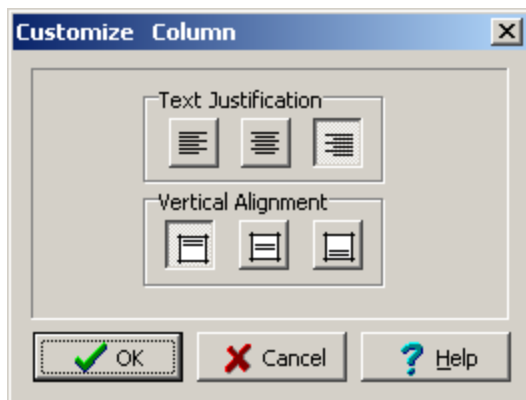 Customize Column
Text Justification
Vertical Alignment
OK Cancel Help